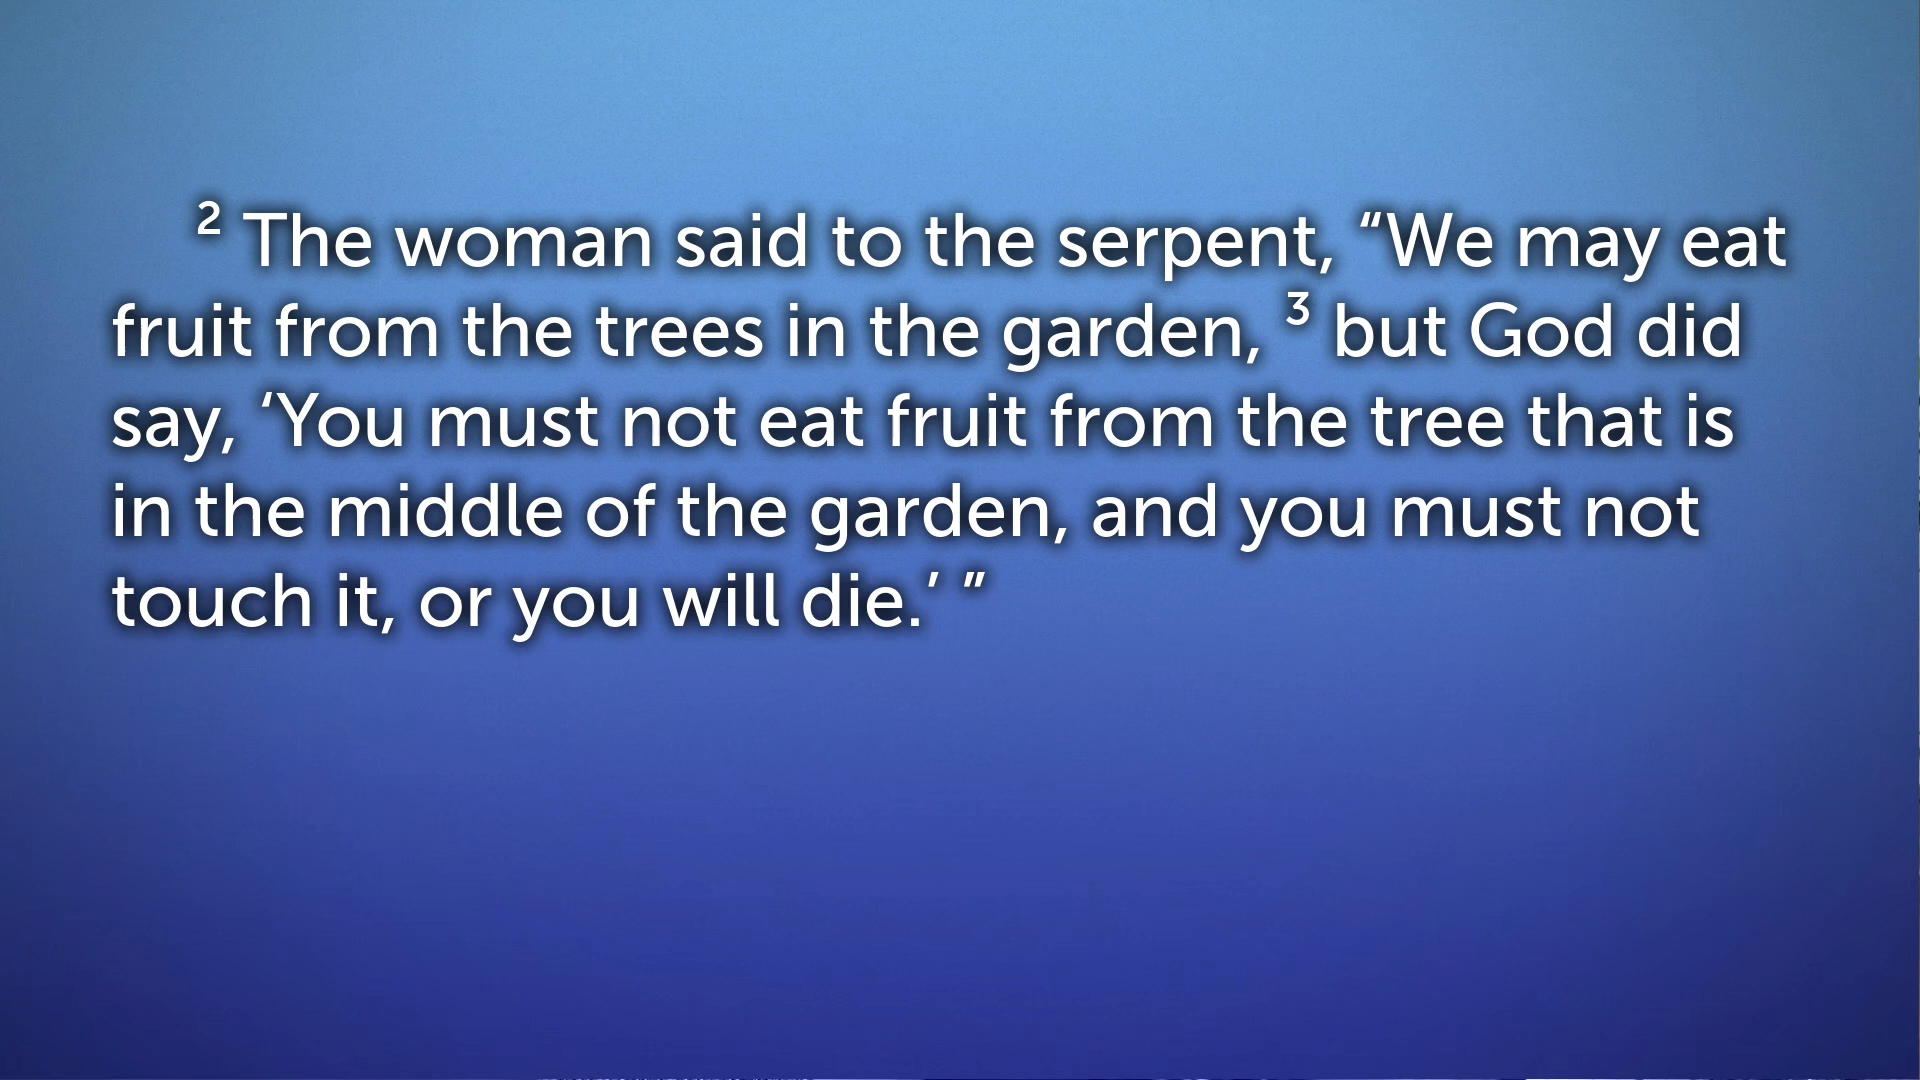 ² The woman said to the serpent, “We may eat
fruit from the trees in the garden, ³ but God did
say, ‘You must not eat fruit from the tree that is
in the middle of the garden, and you must not
touch it, or you will die.’ ”